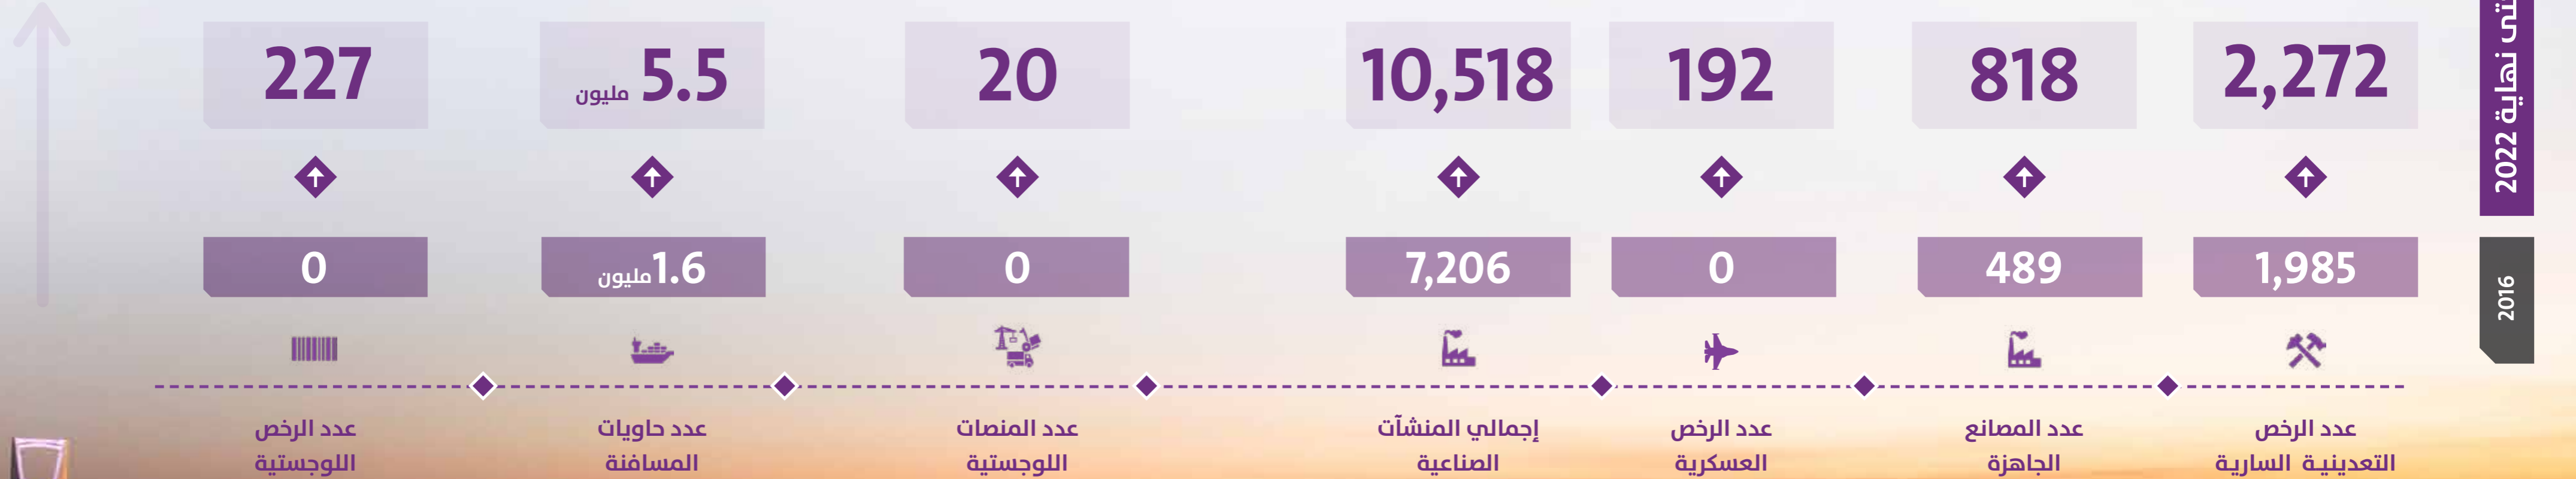 حتى نهاية 2022
2,272
818
192
10,518
20
5.5 مليون
227
2016
1,985
489
0
7,206
0
1.6 مليون
0
عدد الرخص
التعدينية السارية
عدد المصانع
الجاهزة
عدد الرخص
العسكرية
إجمالي المنشآت
الصناعية
عدد المنصات
اللوجستية
عدد حاويات
المسافنة
عدد الرخص
اللوجستية